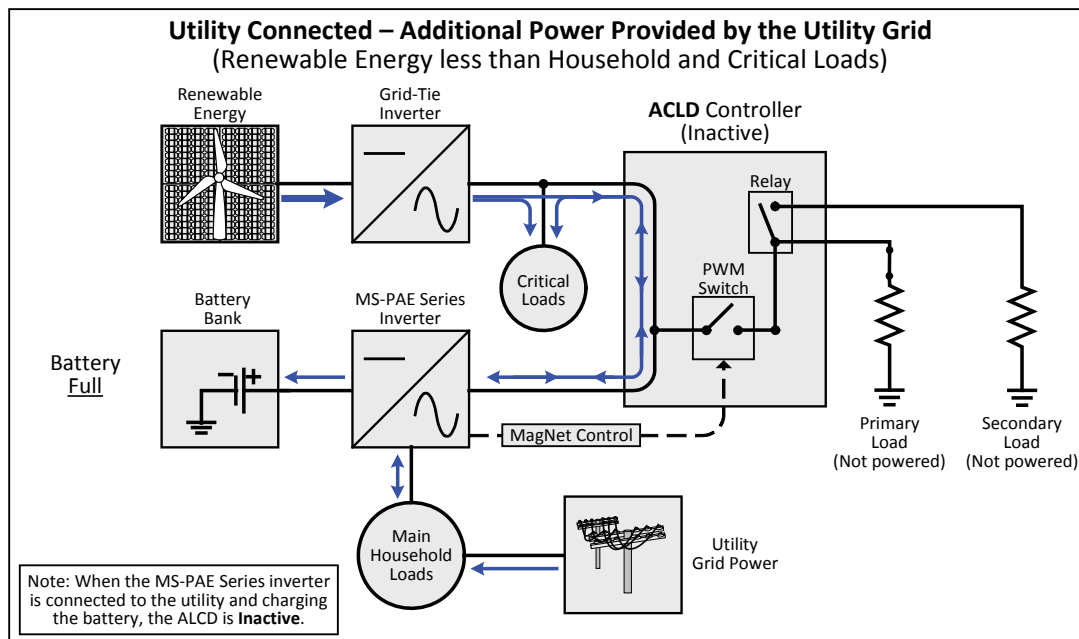 Utility Connected – Additional Power Provided by the Utility Grid
(Renewable Energy less than Household and Critical Loads)
Renewable
Energy
Grid-Tie
Inverter
ACLD Controller
(Inactive)
Relay
Critical
Loads
PWM
Switch
Battery
Bank
MS-PAE Series
Inverter
Battery
Full
+
MagNet Control
Primary
Load
(Not powered)
Secondary
Load
(Not powered)
Main
Household
Loads
Utility
Grid Power
Note: When the MS-PAE Series inverter
is connected to the utility and charging
the battery, the ALCD is Inactive.